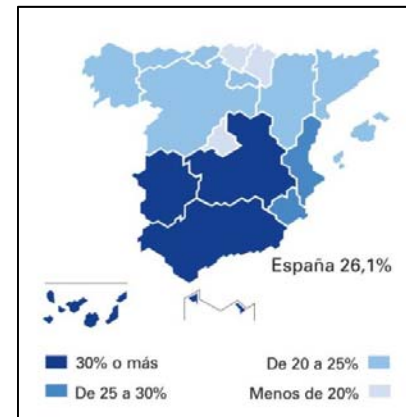 España 26,1%
30% o más
De 20 a 25%
De 25 a 30%
Menos de 20%